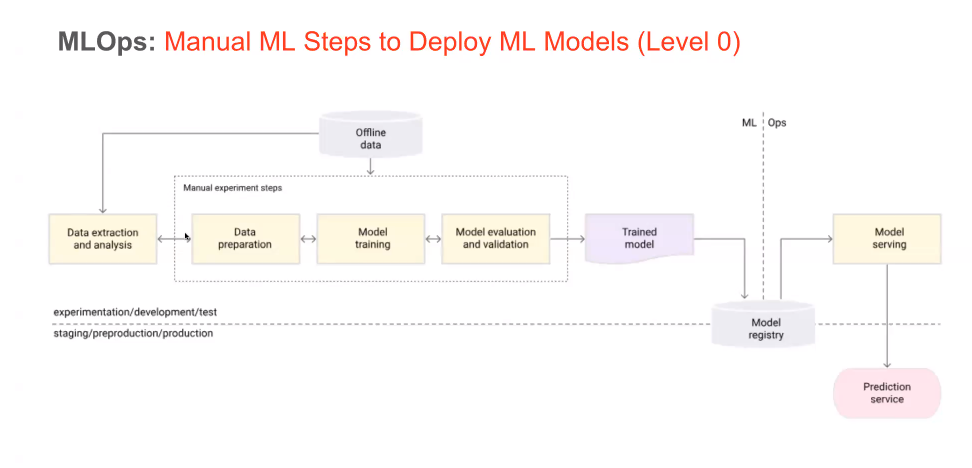 MLOps: Manual ML Steps to Deploy ML Models (Level 0)
Offline
data
ML
Ops
Manual experiment steps
Data extraction
and analysis
Data
preparation
Model
training
Model evaluation
and validation
Trained
model
Model
serving
experimentation/development/test
staging/preproduction/production
Model
registry
Prediction
service